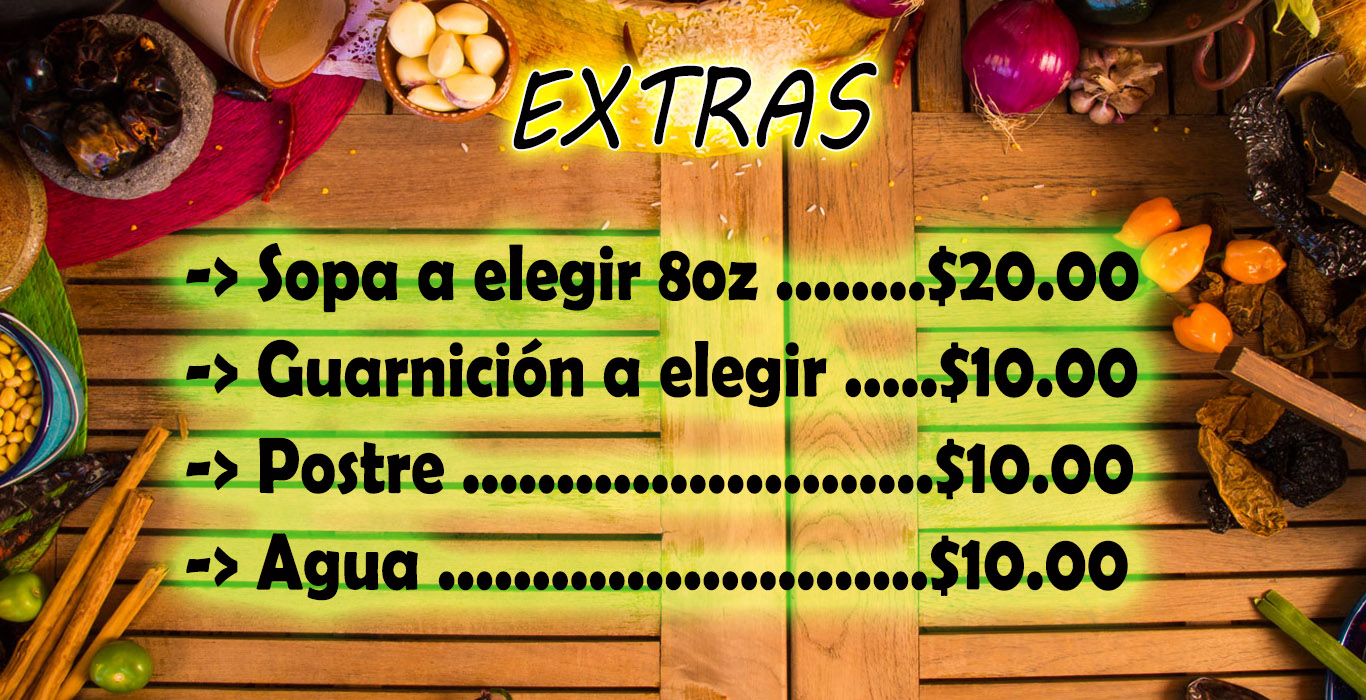 EXTRAS
-> Sopa a elegir 8oz ........$20.00
-> Guarnición a elegir .....$10.00
-> Postre .........................$10.00
-> Agua ..........................$10.00